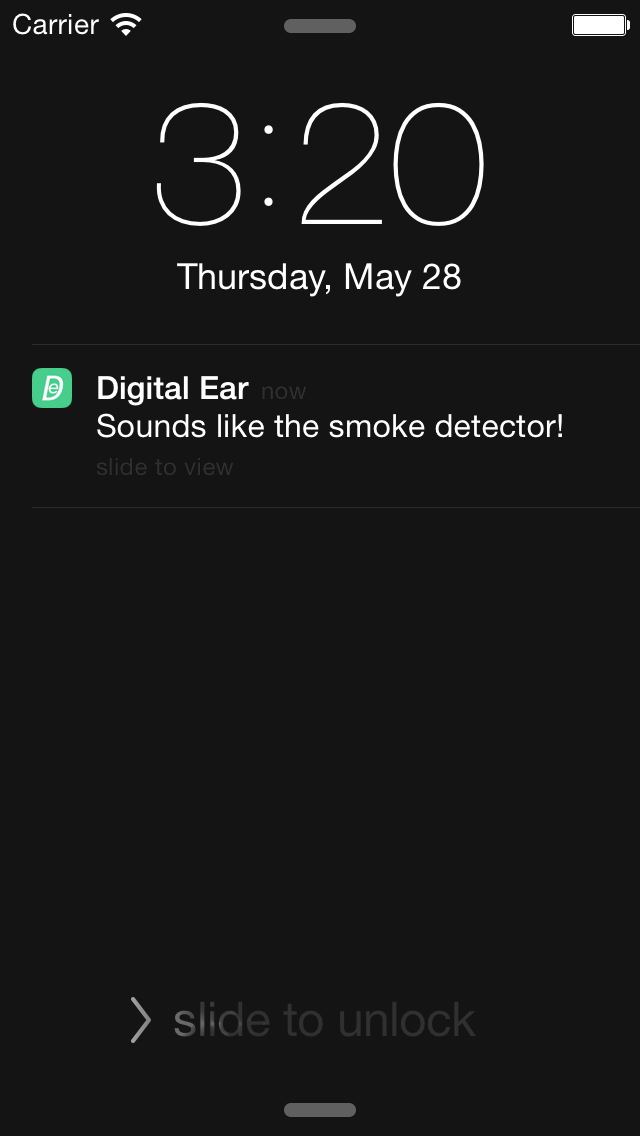 Carrier
3:20
Thursday, May 28
Digital Ear now
Sounds like the smoke detector!
slide to view
slide to unlock